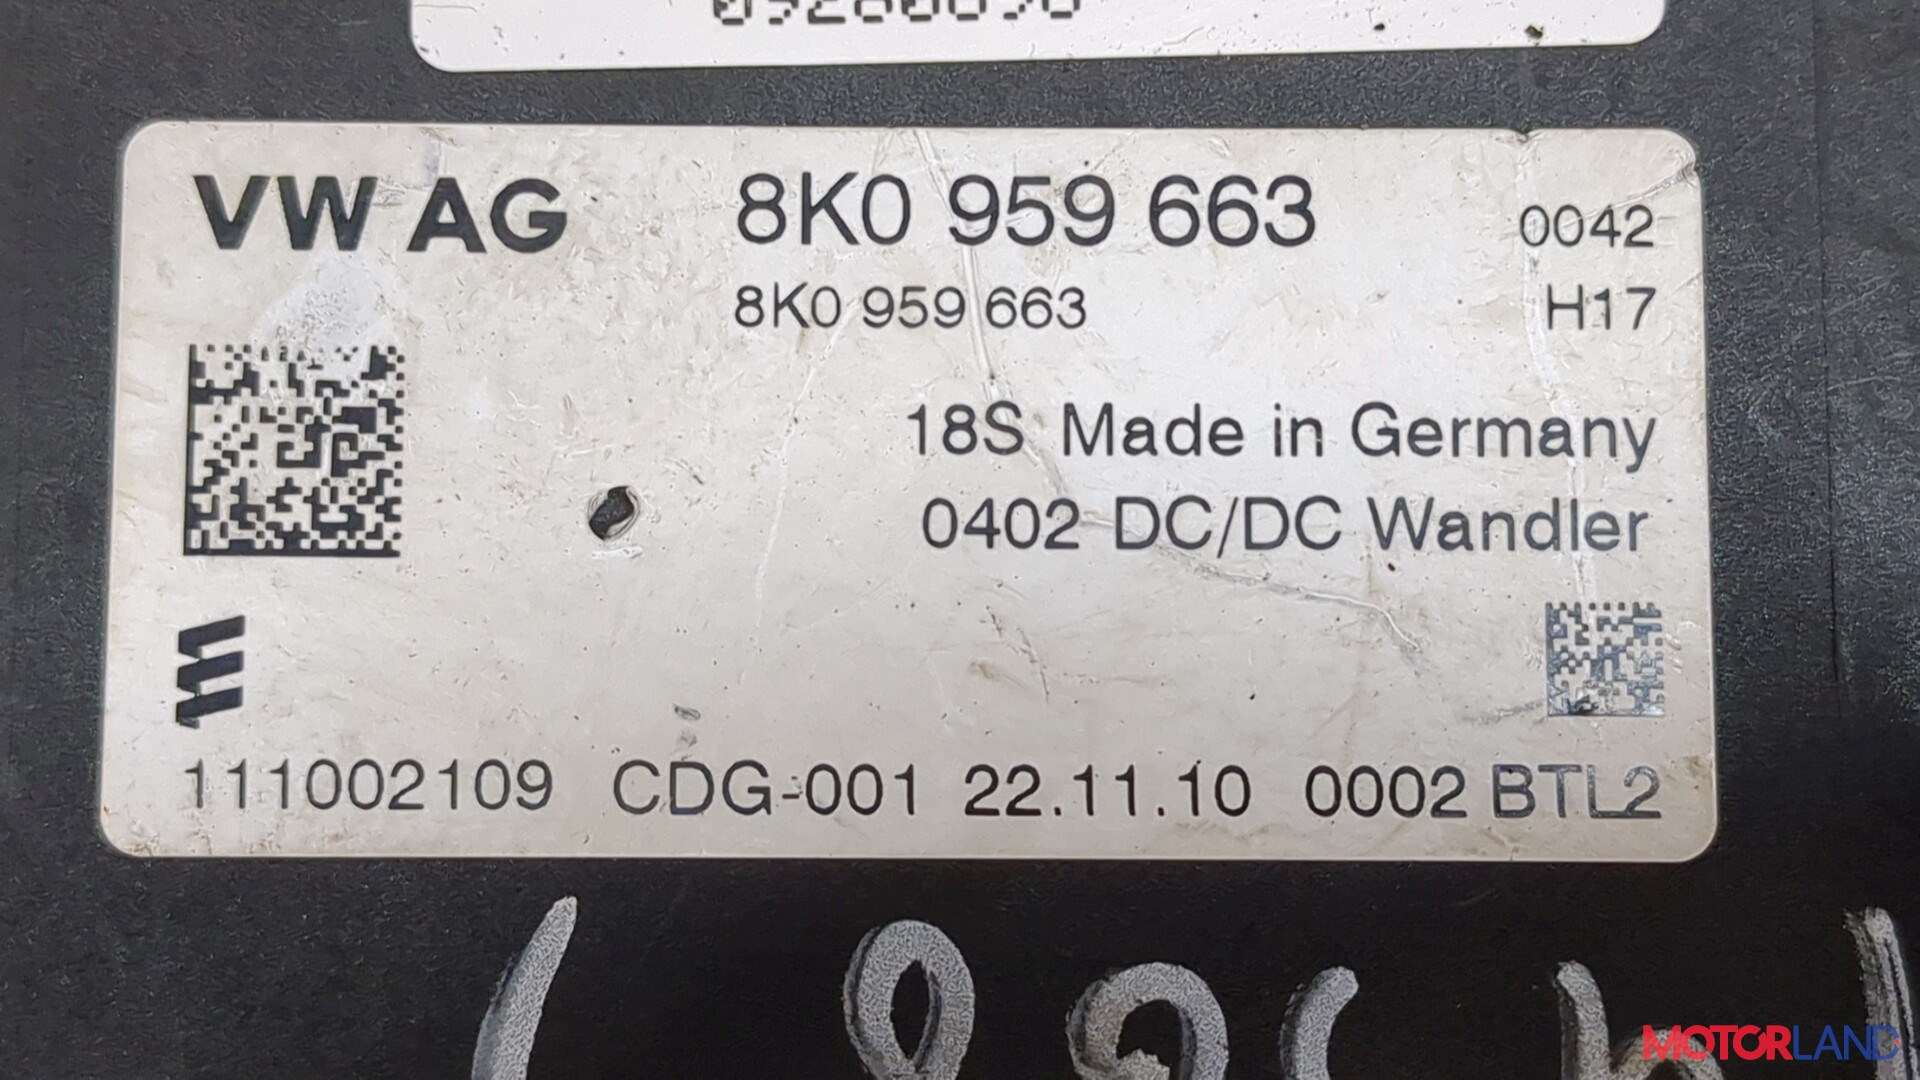 VW AG 8K0 959 663 0042
8K0 959 663 H17
18S Made in Germany
0402 DC/DC Wandler
111002109 CDG-001 22.11.10 0002 BTL2
MOTORLAND